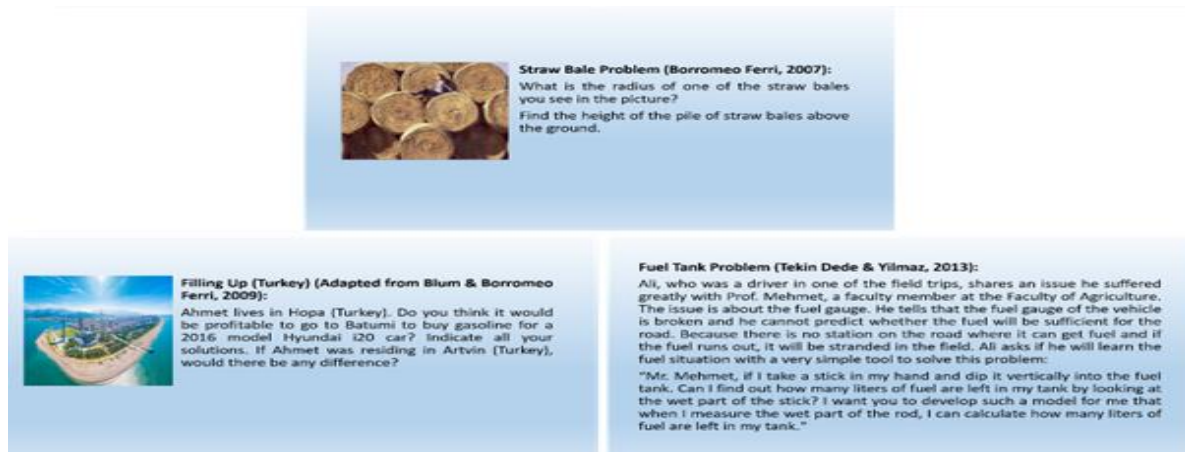 Straw Bale Problem (Borromeo Ferri, 2007):
What is the radius of one of the straw bales
you see in the picture?
Find the height of the pile of straw bales above
the ground.
Filling Up (Turkey) (Adapted from Blum & Borromeo
Ferri, 2009):
Ahmet lives in Hopa (Turkey). Do you think it would
be profitable to go to Batumi to buy gasoline for a
2016 model Hyundai i20 car? Indicate all your
solutions. If Ahmet was residing in Artvin (Turkey),
would there be any difference?
Fuel Tank Problem (Tekin Dede & Yilmaz, 2013):
Ali, who was a driver in one of the field trips, shares an issue he suffered
greatly with Prof. Mehmet, a faculty member at the Faculty of Agriculture.
The issue is about the fuel gauge. He tells that the fuel gauge of the vehicle
is broken and he cannot predict whether the fuel will be sufficient for the
road. Because there is no station on the road where it can get fuel and if
the fuel runs out, it will be stranded in the field. Ali asks if he will learn the
fuel situation with a very simple tool to solve this problem:
"Mr. Mehmet, if I take a stick in my hand and dip it vertically into the fuel
tank. Can I find out how many liters of fuel are left in my tank by looking at
the wet part of the stick? I want you to develop such a model for me that
when I measure the wet part of the rod, I can calculate how many liters of
fuel are left in my tank."